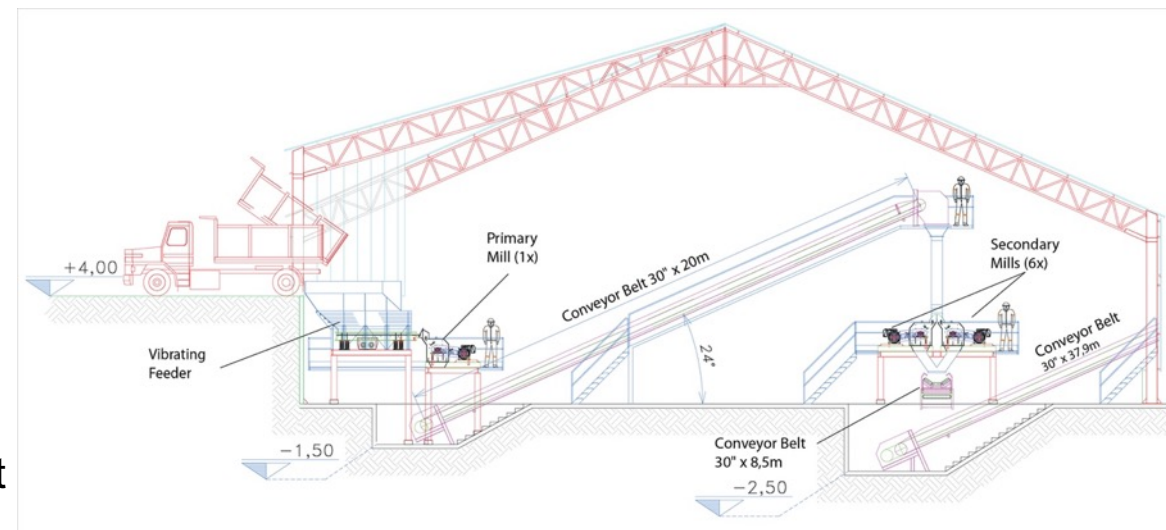 +4,00
Vibrating
Feeder
Primary
Mill (1x)
Conveyor Belt 30" x 20m
24°
Secondary
Mills (6x)
Conveyor Belt
30" x 37,9m
Conveyor Belt
30" x 8,5m
-1,50
-2,50
t